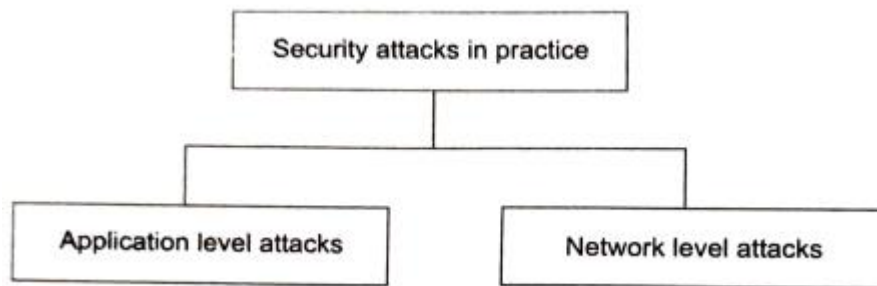 Security attacks in practice
Application level attacks
Network level attacks